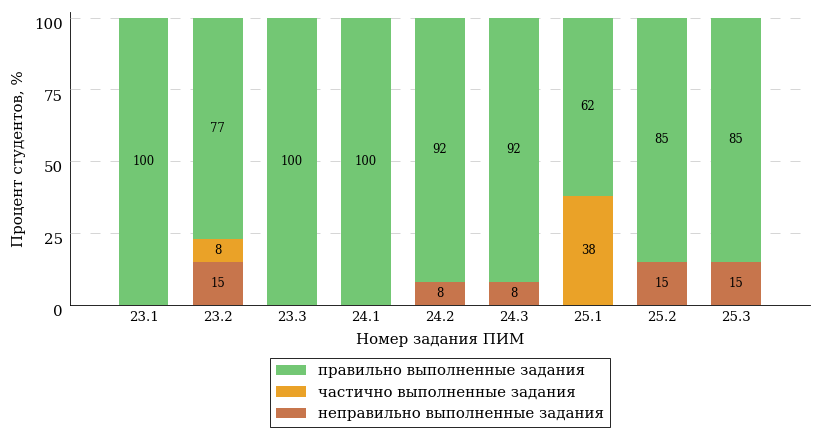 Процент студентов, %
100
75
50
25
0
100 77 8 15 100 100 92 8 92 8 62 38 85 15 85 15
23.1 23.2 23.3 24.1 24.2 24.3 25.1 25.2 25.3
Номер задания ПИМ
правильно выполненные задания
частично выполненные задания
неправильно выполненные задания